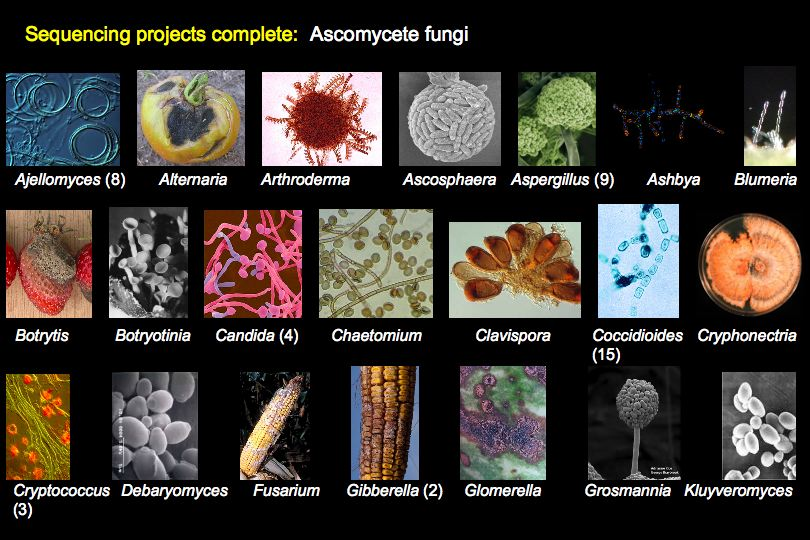 Sequencing projects complete: Ascomycete fungi
Ajellomyces (8) Alternaria Arthroderma Ascosphaera Aspergillus (9) Ashbya Blumeria
Botrytis Botryotinia Candida (4) Chaetomium Clavispora Coccidioides Cryphonectria
(15)
Cryptococcus Debaryomyces Fusarium Gibberella (2) Glomerella Grosmannia Kluyveromyces
(3)